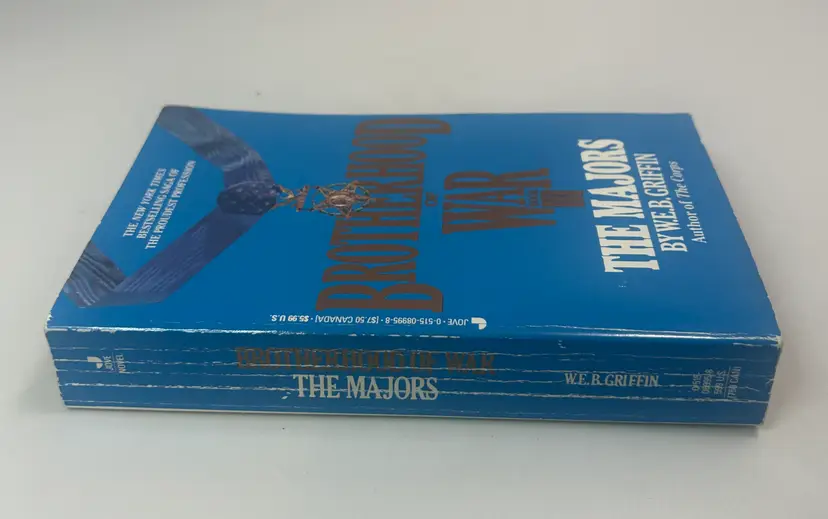 THE NEW YORK TIMES
BESTSELLING SAGA OF
THE PROUDEST PROFESSION
BROTHERHOOD
OF
WAR
BOOK
THE MAJORS
BY W.E.B. GRIFFIN
Author of The Corps
JOVE • 0-515-08995-8 • [$7.50 CANADA] • $5.99 U.S.
JOVE
NOVEL
BROTHERHOOD OF WAR
THE MAJORS
W.E.B. GRIFFIN